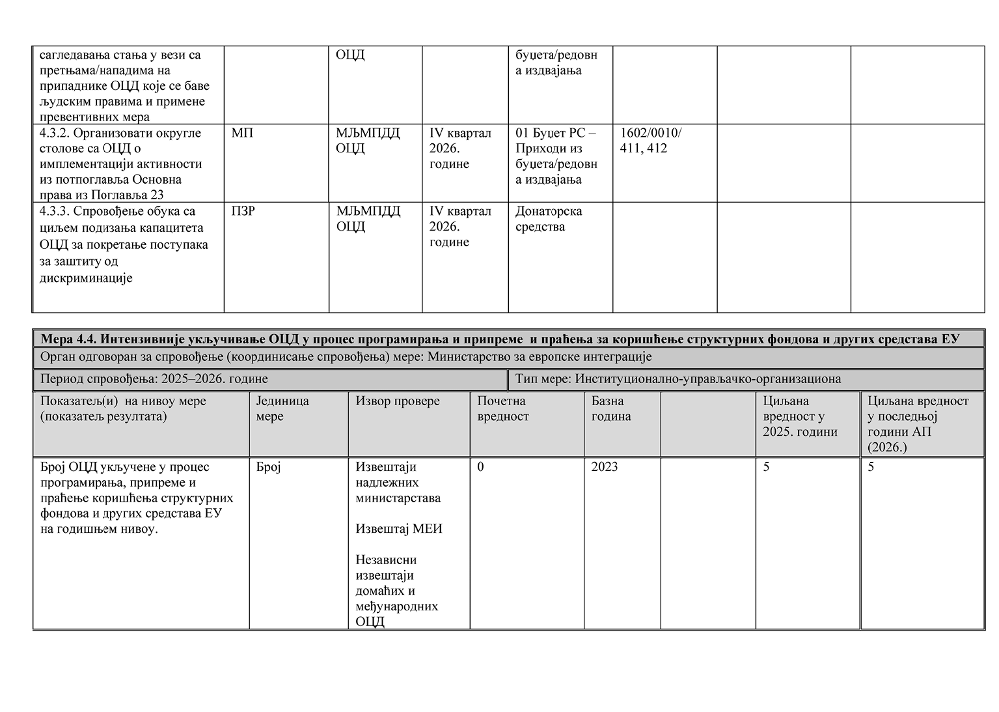 сагледавања стања у вези са
претњама/нападима на
припаднике ОЦД које се баве
људским правима и примене
превентивних мера
ОЦД
буџета/редовн
а издвајања
4.3.2. Организовати округле
столове са ОЦД о
имплементацији активности
из потпоглавља Основна
права из Поглавља 23
МП
МЉМПДД
ОЦД
IV квартал
2026.
године
01 Буџет РС –
Приходи из
буџета/редовн
а издвајања
1602/0010/
411, 412
4.3.3. Спровођење обука са
циљем подизања капацитета
ОЦД за покретање поступака
за заштиту од
дискриминације
ПЗР
МЉМПДД
ОЦД
IV квартал
2026.
године
Донаторска
средства
Мера 4.4. Интензивније укључивање ОЦД у процес програмирања и припреме  и праћења за коришћење структурних фондова и других средстава ЕУ
Орган одговоран за спровођење (координисање спровођења) мере: Министарство за европске интеграције
Период спровођења: 2025–2026. године
Тип мере: Институционално-управљачко-организациона
Показатељ(и)  на нивоу мере
(показатељ резултата)
Јединица
мере
Извор провере
Почетна
вредност
Базна
година
Циљана
вредност у
2025. години
Циљана вредност
у последњој
години АП
(2026.)
Број ОЦД укључене у процес
програмирања, припреме и
праћење коришћења структурних
фондова и других средстава ЕУ
на годишњем нивоу.
Број
Извештаји
надлежних
министарстава
Извештај МЕИ
Независни
извештаји
домаћих и
међународних
ОЦД
0
2023
5
5